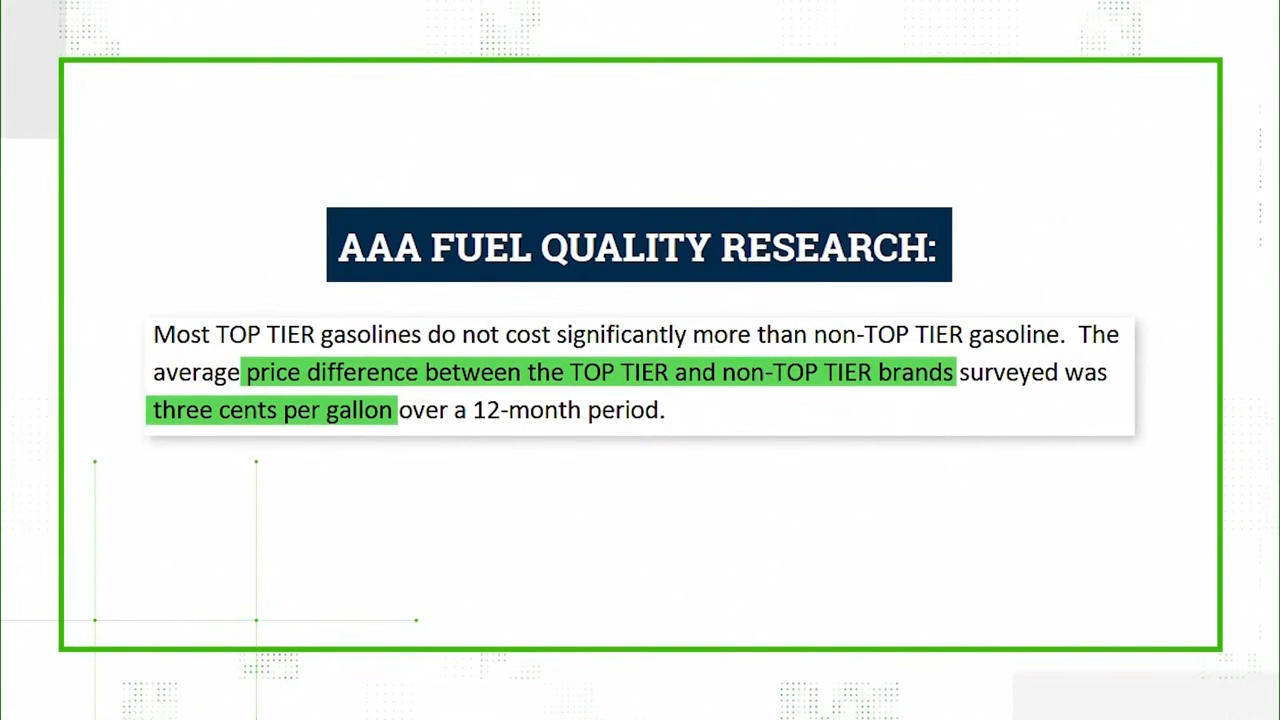 AAA FUEL QUALITY RESEARCH:
Most TOP TIER gasolines do not cost significantly more than non-TOP TIER gasoline.  The
average price difference between the TOP TIER and non-TOP TIER brands surveyed was
three cents per gallon over a 12-month period.